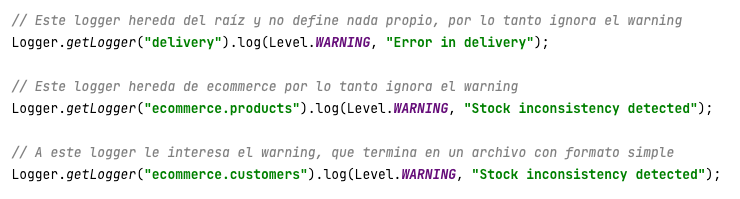 // Este logger hereda del raíz y no define nada propio, por lo tanto ignora el warning
Logger.getLogger("delivery").log(Level.WARNING, "Error in delivery");
// Este logger hereda de ecommerce por lo tanto ignora el warning
Logger.getLogger("ecommerce.products").log(Level.WARNING, "Stock inconsistency detected");
// A este logger le interesa el warning, que termina en un archivo con formato simple
Logger.getLogger("ecommerce.customers").log(Level.WARNING, "Stock inconsistency detected");